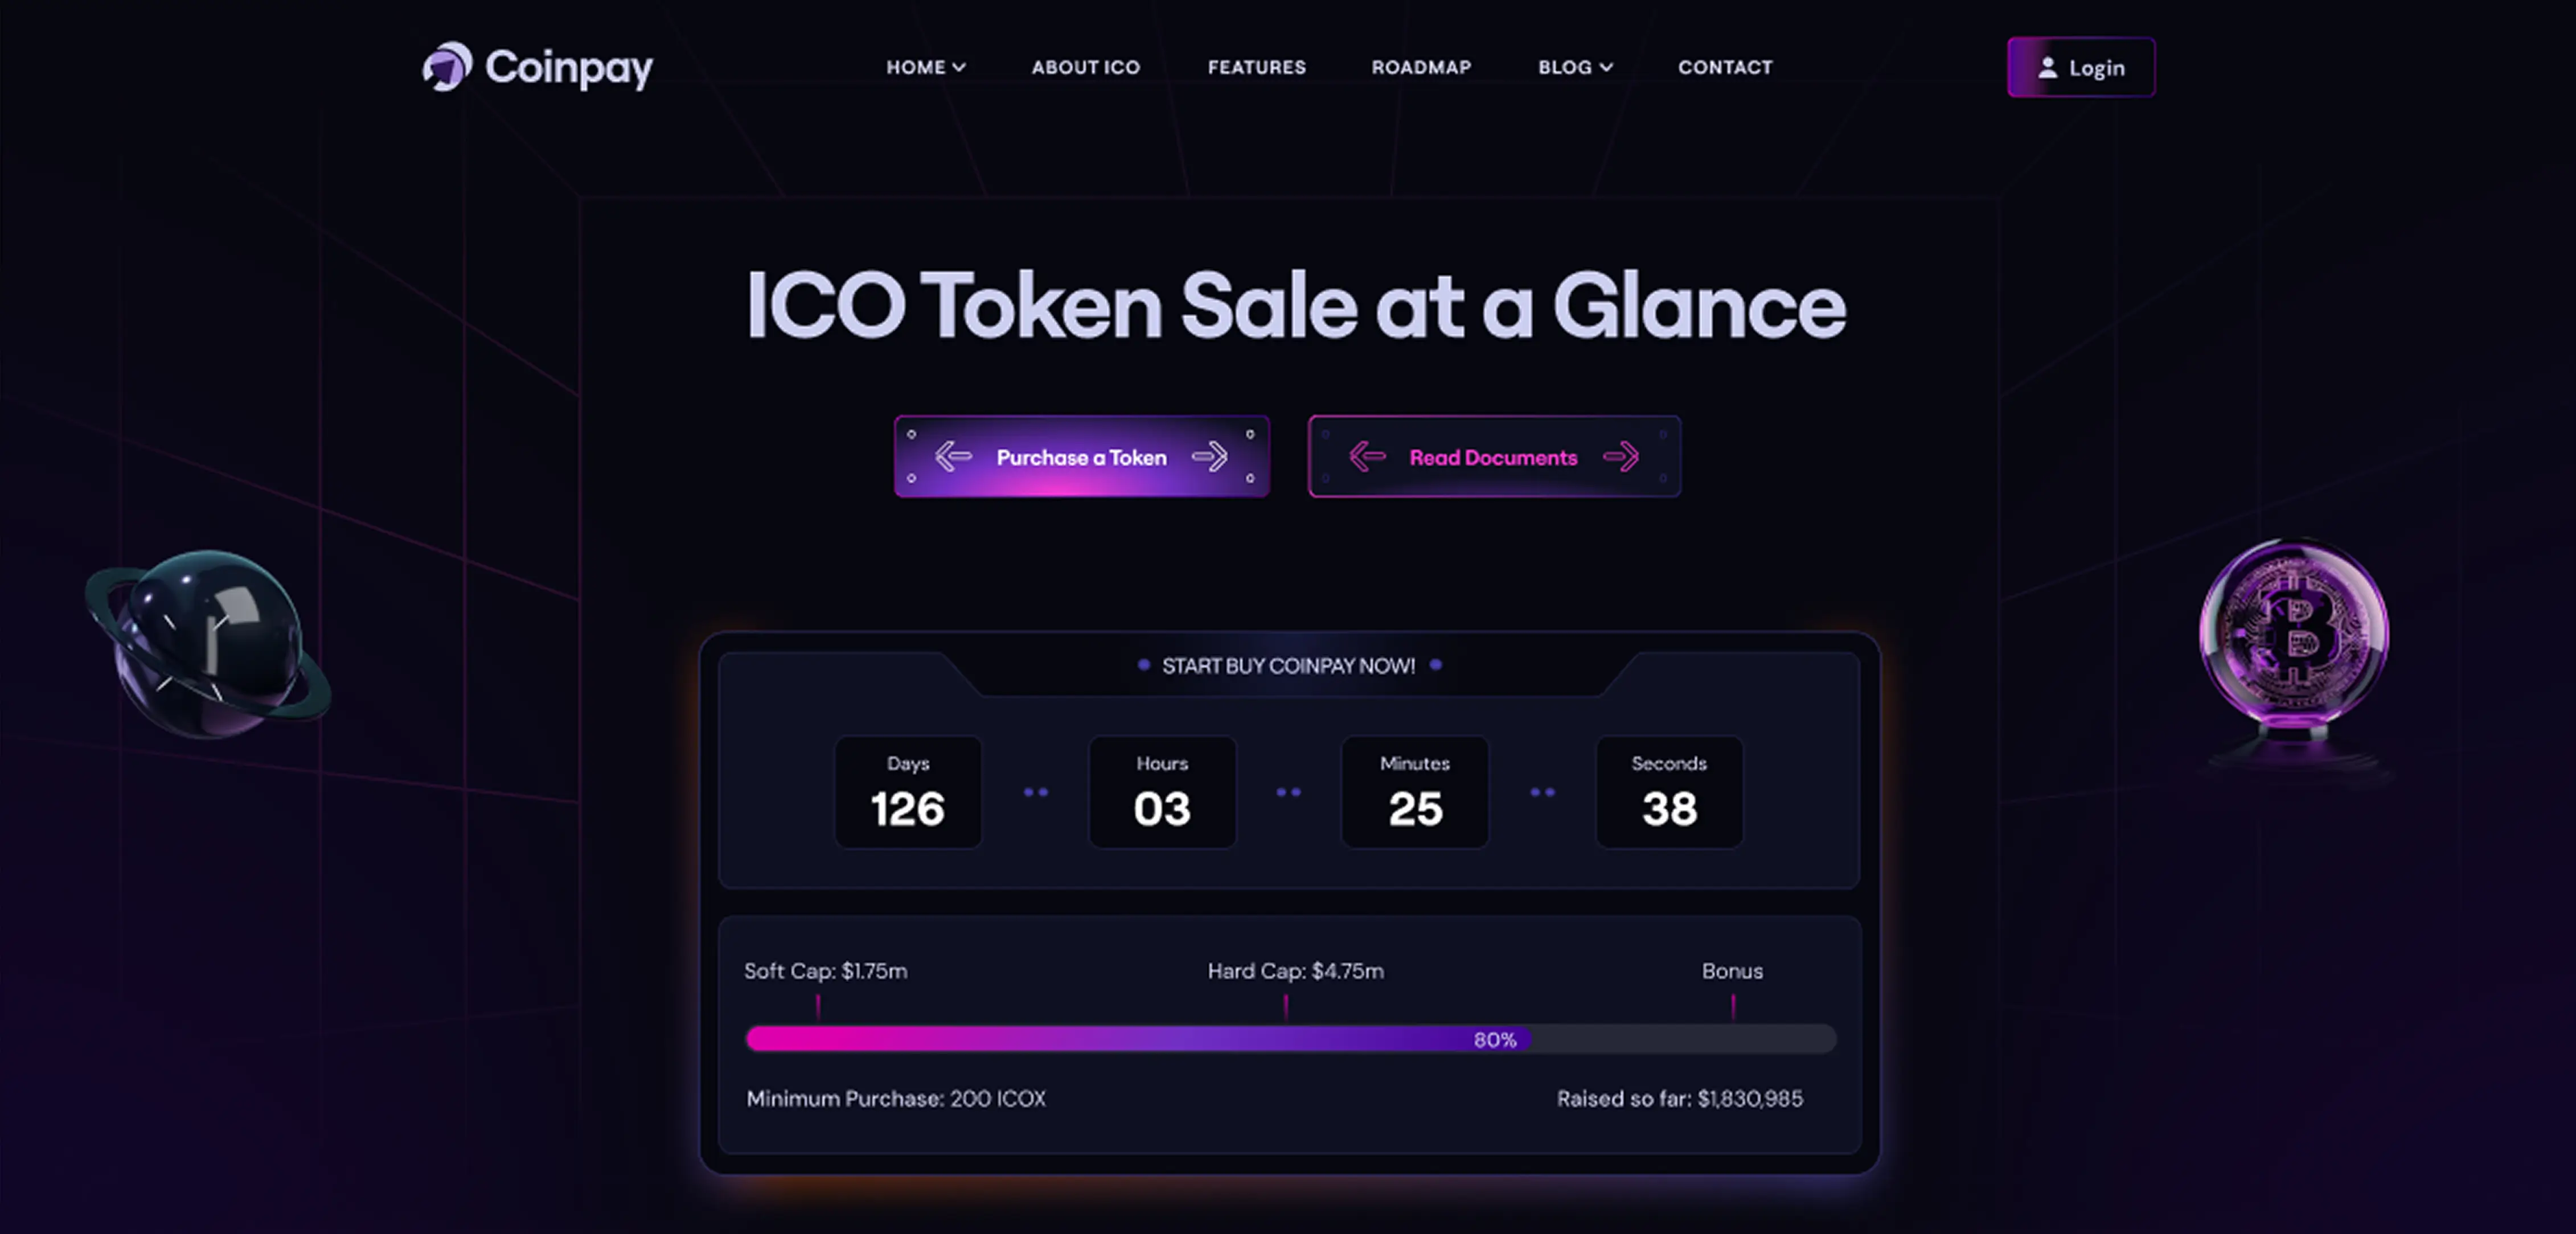 Coinpay HOME ABOUT ICO FEATURES ROADMAP BLOG CONTACT Login
ICO Token Sale at a Glance
Purchase a Token Read Documents
START BUY COINPAY NOW!
Days Hours Minutes Seconds
126 03 25 38
Soft Cap: $1.75m Hard Cap: $4.75m Bonus
80%
Minimum Purchase: 200 ICOX Raised so far: $1,830,985